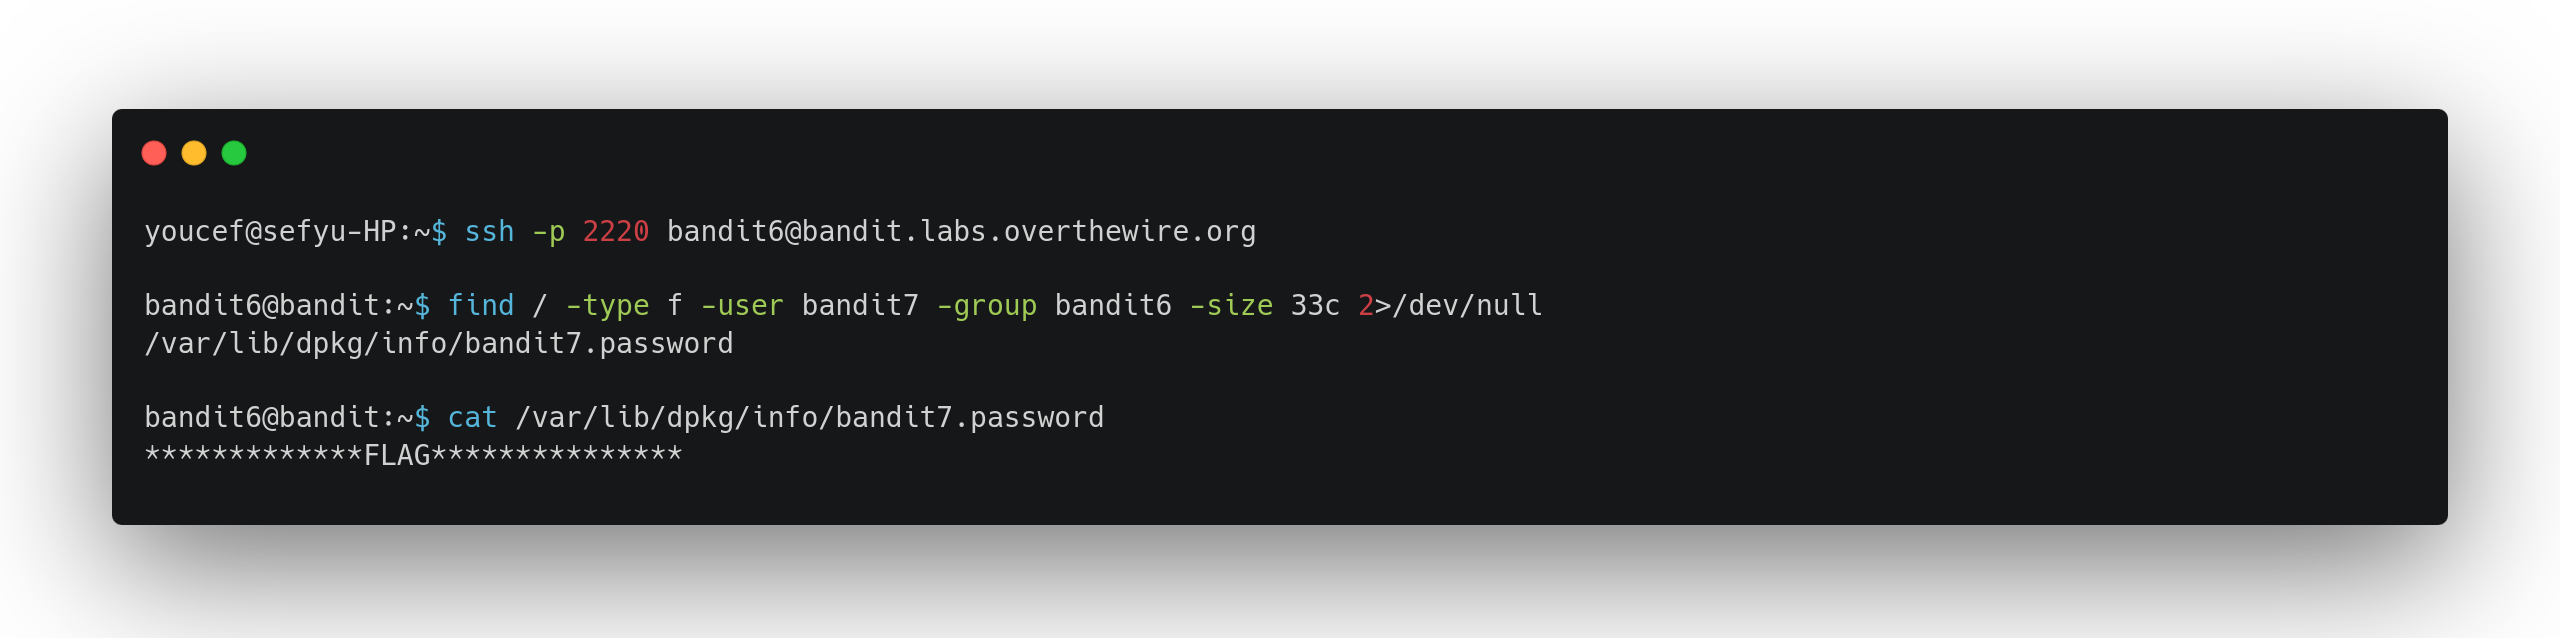 youcef@sefyu-HP:~$ ssh -p 2220 bandit6@bandit.labs.overthewire.org
bandit6@bandit:~$ find / -type f -user bandit7 -group bandit6 -size 33c 2>/dev/null
/var/lib/dpkg/info/bandit7.password
bandit6@bandit:~$ cat /var/lib/dpkg/info/bandit7.password
*************FLAG***************